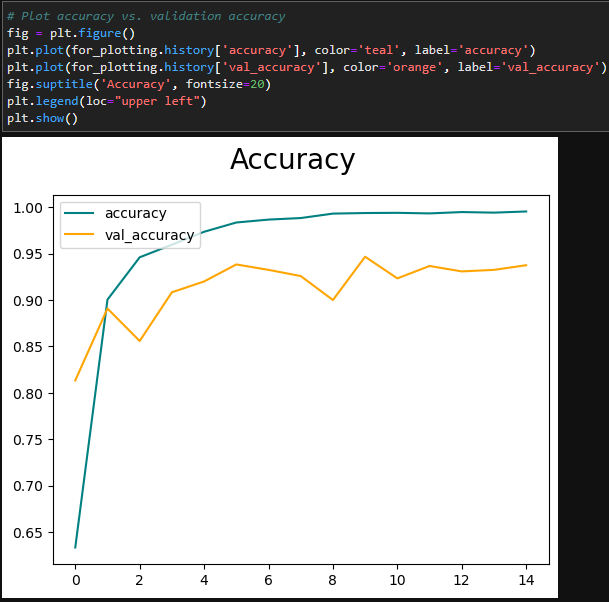 # Plot accuracy vs. validation accuracy
fig = plt.figure()
plt.plot(for_plotting.history['accuracy'], color='teal', label='accuracy')
plt.plot(for_plotting.history['val_accuracy'], color='orange', label='val_accuracy')
fig.suptitle('Accuracy', fontsize=20)
plt.legend(loc="upper left")
plt.show()
Accuracy
accuracy
val_accuracy
1.00
0.95
0.90
0.85
0.80
0.75
0.70
0.65
0 2 4 6 8 10 12 14